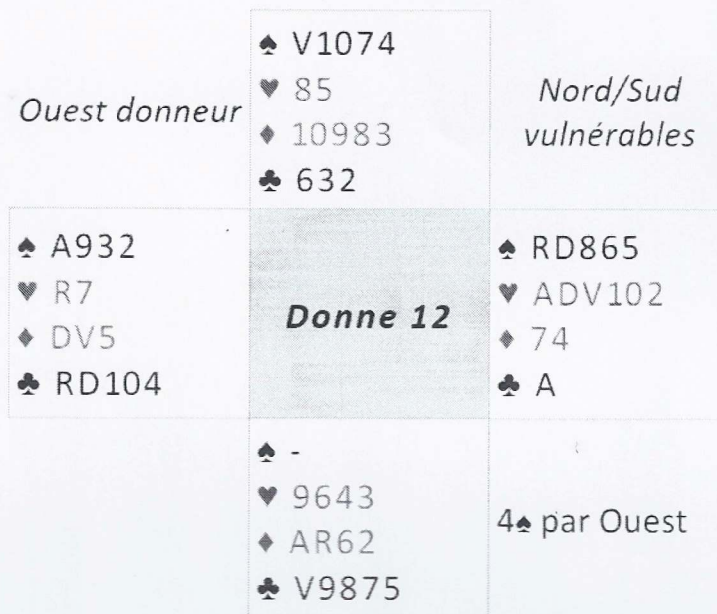 ♠ V1074
♥ 85
♦ 10983
♣ 632
Ouest donneur
Nord/Sud
vulnérables
♠ A932
♥ R7
♦ DV5
♣ RD104
Donne 12
♠ RD865
♥ ADV102
♦ 74
♣ A
♠ -
♥ 9643
♦ AR62
♣ V9875
4♠ par Ouest